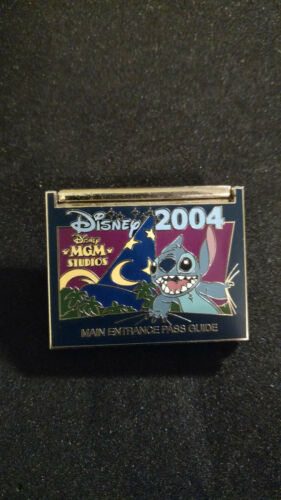 Disney 2004
Disney
MGM
STUDIOS
MAIN ENTRANCE PASS GUIDE